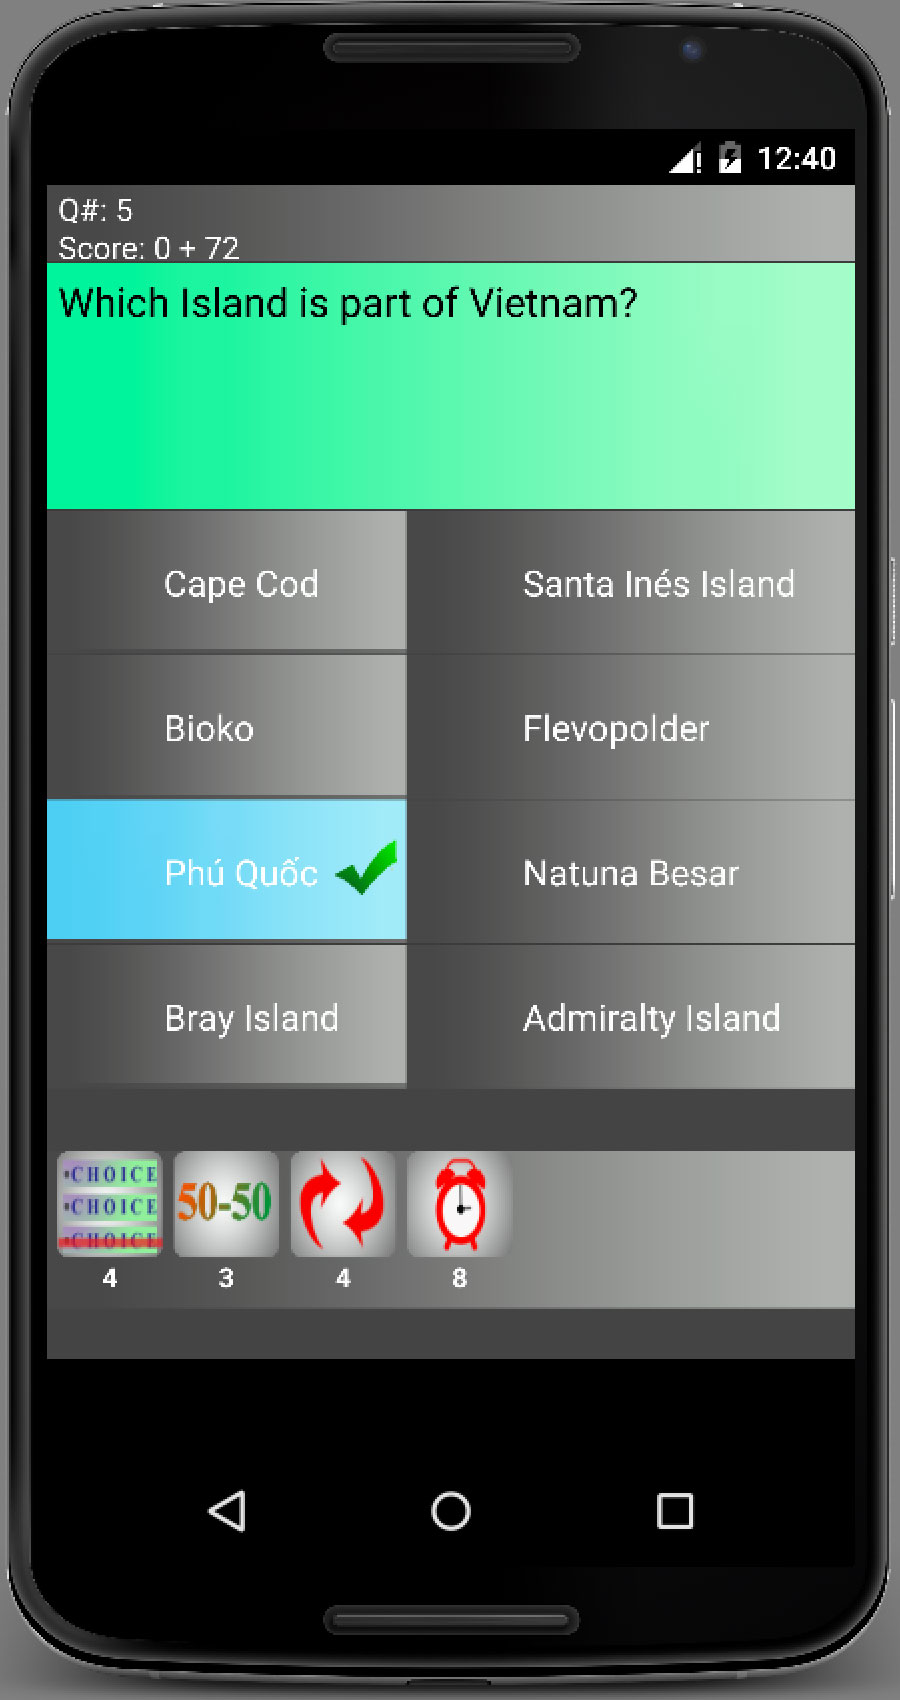 12:40
Q#: 5
Score: 0 + 72
Which Island is part of Vietnam?
Cape Cod
Santa Inés Island
Bioko
Flevopolder
Phú Quốc
Natuna Besar
Bray Island
Admiralty Island
•CHOICE
•CHOICE
•CHOICE
50-50
4
3
4
8